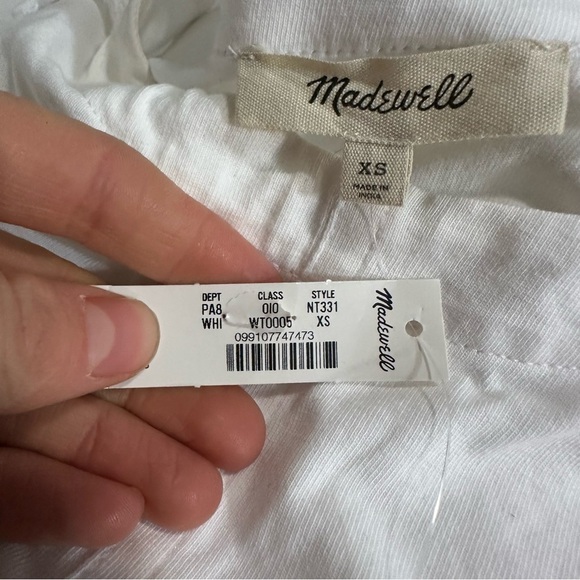 Madewell
XS
MADE IN
INDIA
DEPT CLASS STYLE
PA8 010 NT331
WHI WT0005 XS
099107747473
Madewell